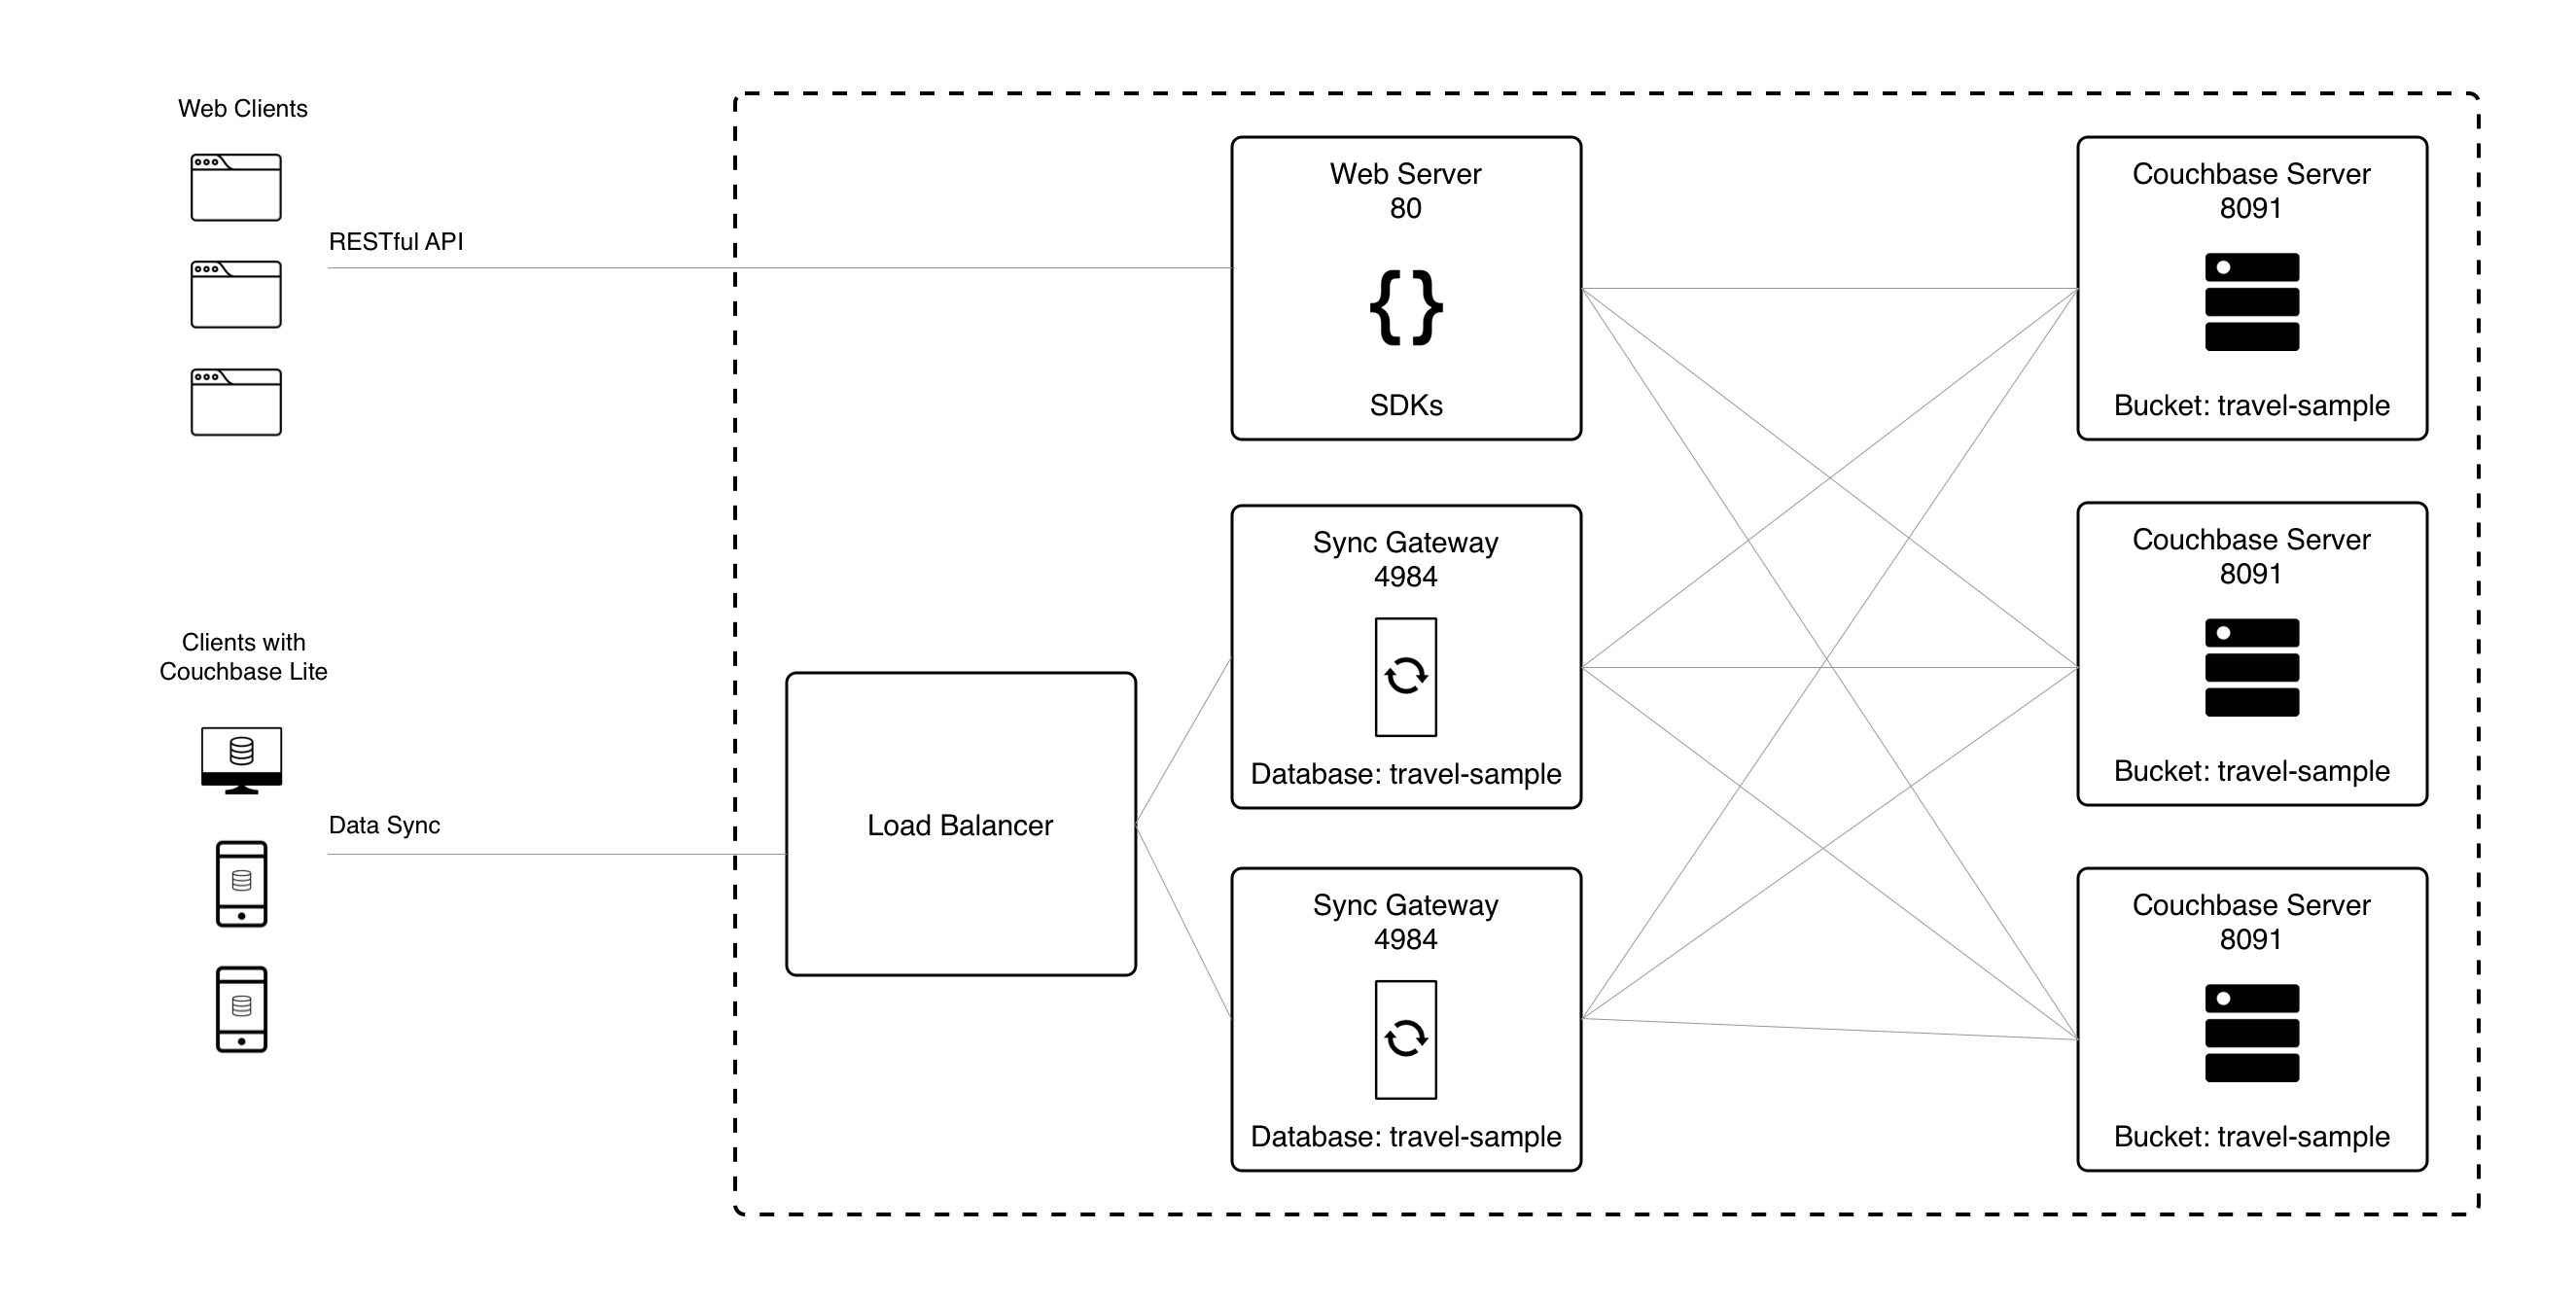 Web Clients
RESTful API
Clients with
Couchbase Lite
Data Sync
Load Balancer
Web Server
80
{}
SDKs
Sync Gateway
4984
Database: travel-sample
Sync Gateway
4984
Database: travel-sample
Couchbase Server
8091
Bucket: travel-sample
Couchbase Server
8091
Bucket: travel-sample
Couchbase Server
8091
Bucket: travel-sample